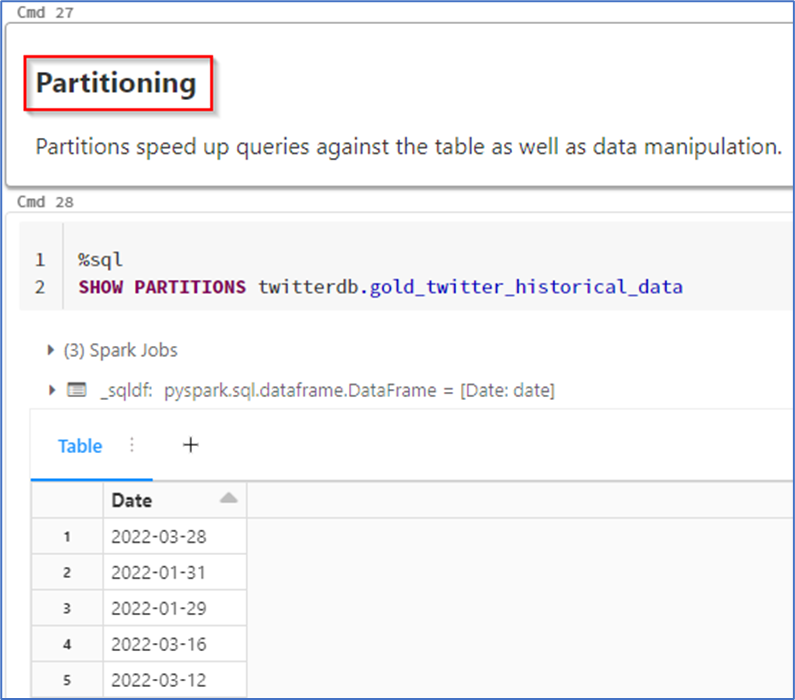 Cmd 27
Partitioning
Partitions speed up queries against the table as well as data manipulation.
Cmd 28
1 %sql
2 SHOW PARTITIONS twitterdb.gold_twitter_historical_data
(3) Spark Jobs
_sqldf: pyspark.sql.dataframe.DataFrame = [Date: date]
Table +
Date
1 2022-03-28
2 2022-01-31
3 2022-01-29
4 2022-03-16
5 2022-03-12